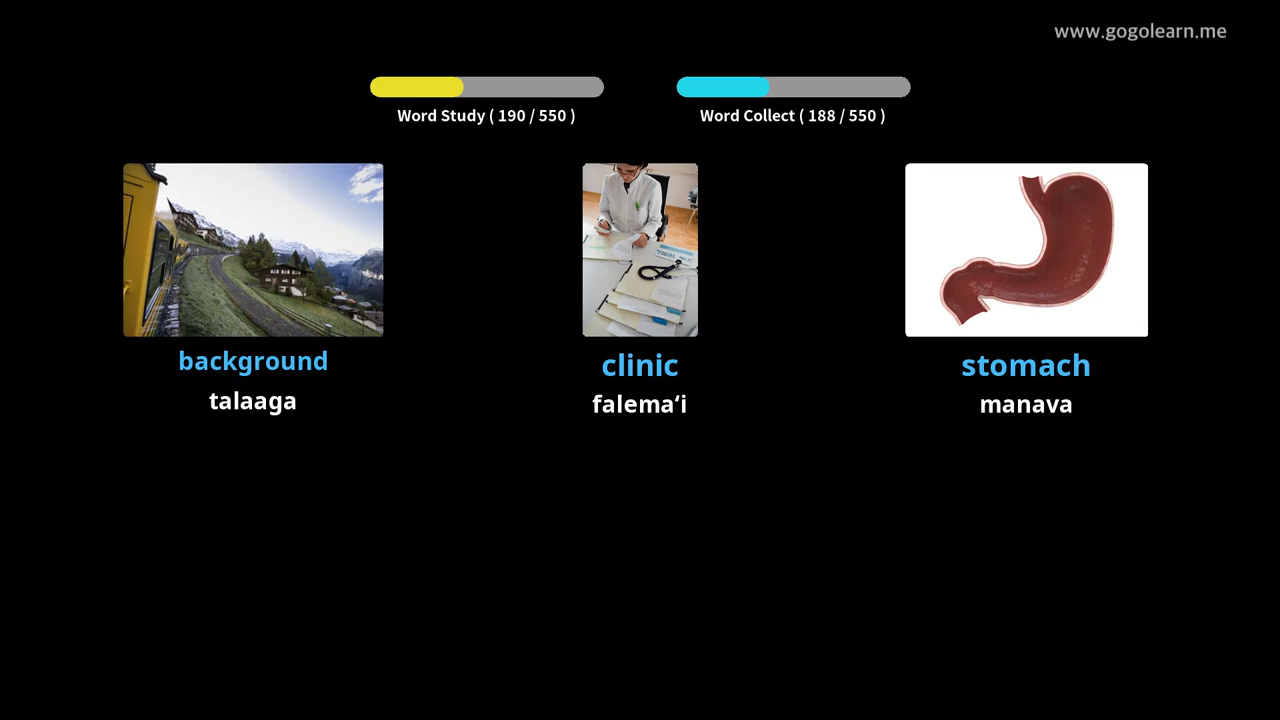 www.gogolearn.me
Word Study ( 190 / 550 )
Word Collect ( 188 / 550 )
background
talaaga
clinic
falemaʻi
stomach
manava